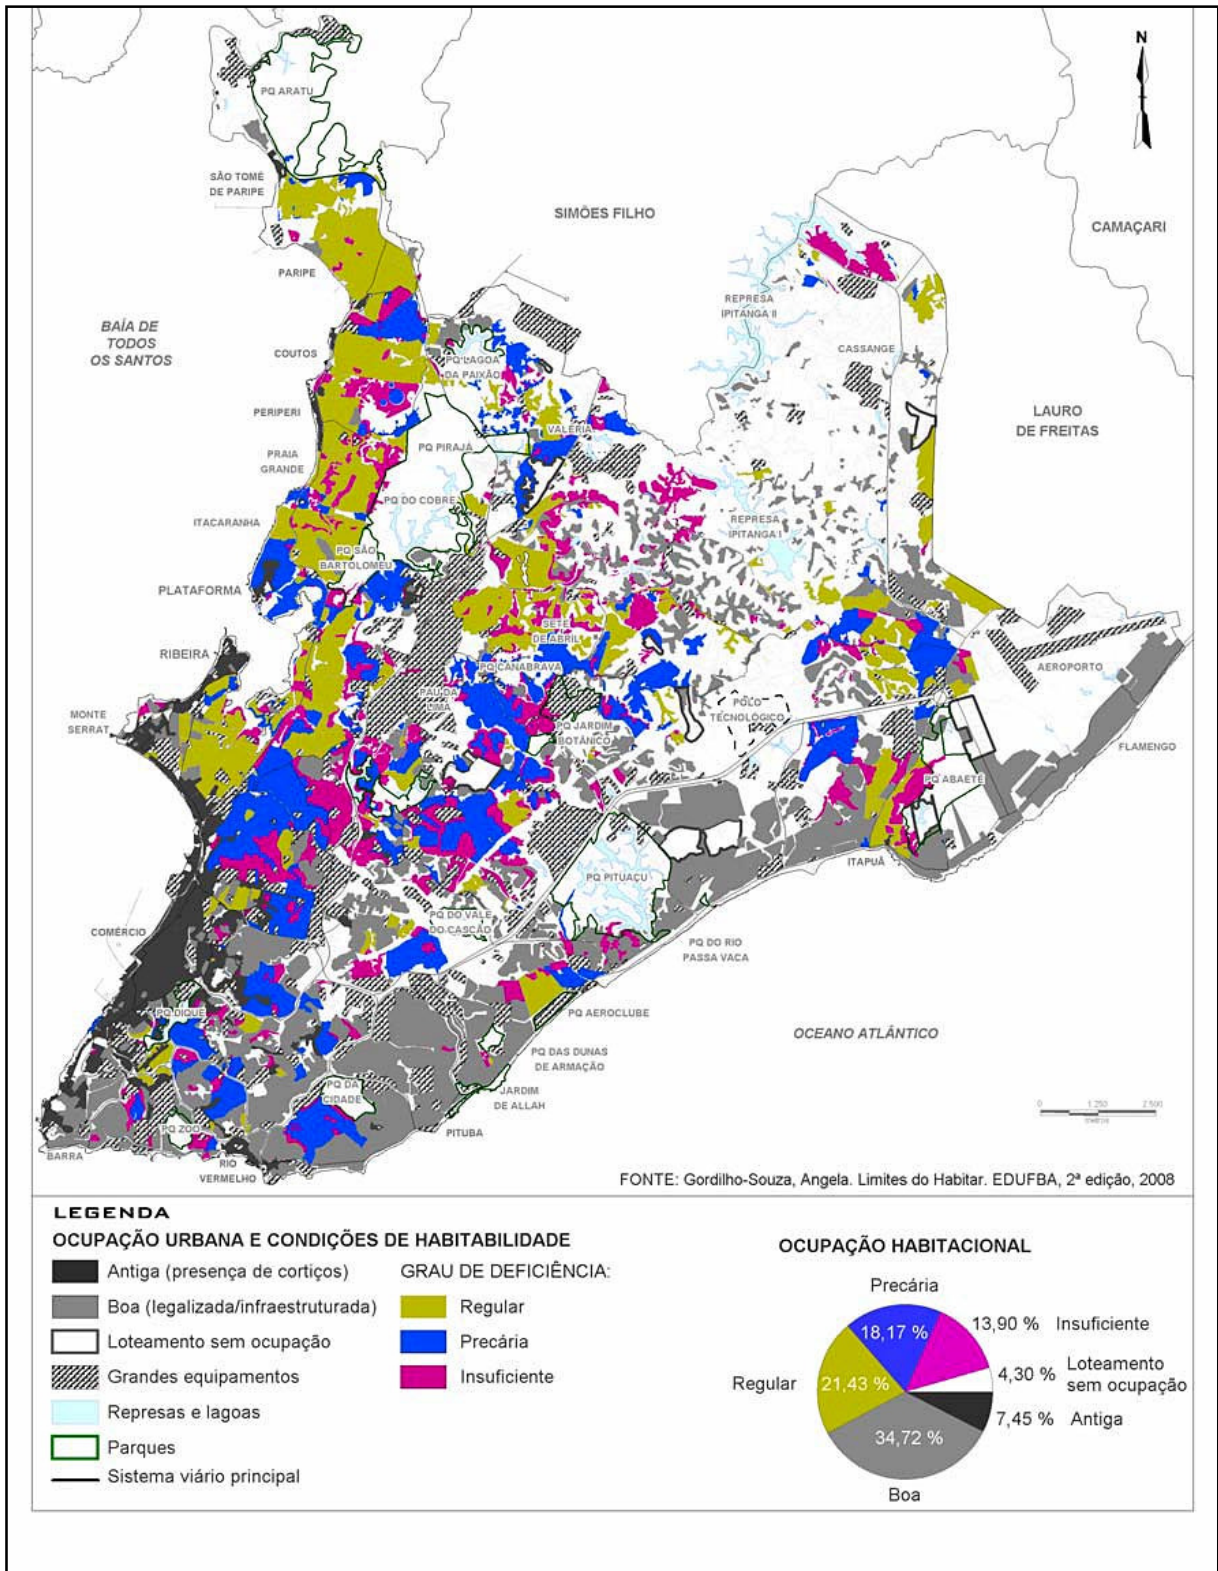 N
PQ ARATU
SÃO TOMÉ
DE PARIPE
SIMÕES FILHO
CAMAÇARI
PARIPE
REPRESA
IPITANGA II
BAÍA DE
TODOS
OS SANTOS
COUTOS
PQ LAGOA
DA PAIXÃO
CASSANGE
PERIPERI
LAURO
DE FREITAS
VALÉRIA
PQ PIRAJÁ
PRAIA
GRANDE
PQ DO COBRE
ITACARANHA
REPRESA
IPITANGA I
PQ SÃO
BARTOLOMEU
PLATAFORMA
SETE
DE ABRIL
RIBEIRA
PQ CANABRAVA
AEROPORTO
PAU DA
LIMA
POLO
TECNOLÓGICO
MONTE
SERRAT
PQ JARDIM
BOTÂNICO
FLAMENGO
PQ ABAETÉ
ITAPUÃ
PQ PITUAÇU
PQ DO VALE
DO CASCÃO
COMÉRCIO
PQ DO RIO
PASSA VACA
PQ DIQUE
PQ AEROCLUBE
OCEANO ATLÂNTICO
PQ DAS DUNAS
DE ARMAÇÃO
PQ DA
CIDADE
JARDIM
DE ALLAH
0 1 250 2 500
metros
PQ ZOO
PITUBA
BARRA
RIO
VERMELHO
FONTE: Gordilho-Souza, Angela. Limites do Habitar. EDUFBA, 2ª edição, 2008
LEGENDA
OCUPAÇÃO URBANA E CONDIÇÕES DE HABITABILIDADE
Antiga (presença de cortiços)
Boa (legalizada/infraestruturada)
Loteamento sem ocupação
Grandes equipamentos
Represas e lagoas
Parques
Sistema viário principal
GRAU DE DEFICIÊNCIA:
Regular
Precária
Insuficiente
OCUPAÇÃO HABITACIONAL
Precária
18,17 %
13,90 % Insuficiente
4,30 % Loteamento
sem ocupação
Regular 21,43 %
7,45 % Antiga
34,72 %
Boa